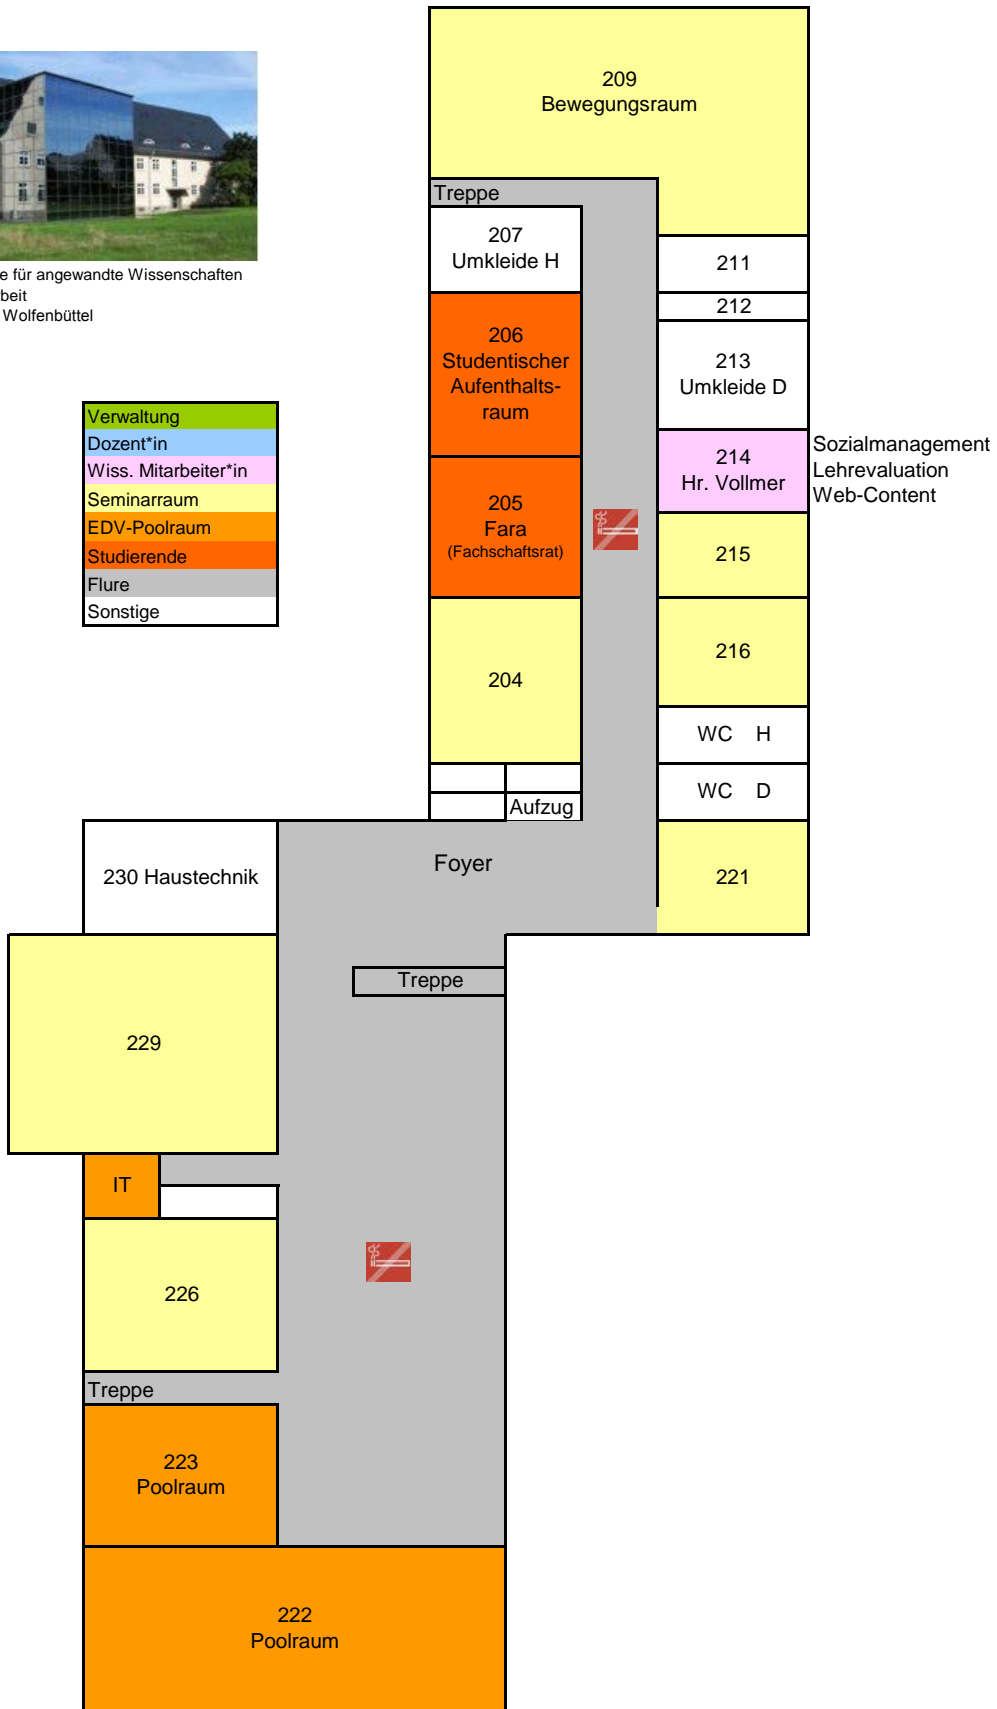 209
Bewegungsraum
Treppe
207
Umkleide H
211
e für angewandte Wissenschaften
beit
Wolfenbüttel
212
206
Studentischer
Aufenthalts-
raum
213
Umkleide D
Verwaltung
Dozent*in
Wiss. Mitarbeiter*in
Seminarraum
EDV-Poolraum
Studierende
Flure
Sonstige
214
Hr. Vollmer
Sozialmanagement
Lehrevaluation
Web-Content
205
Fara
(Fachschaftsrat)
215
204
216
WC H
WC D
Aufzug
230 Haustechnik
Foyer
221
Treppe
229
IT
226
Treppe
223
Poolraum
222
Poolraum